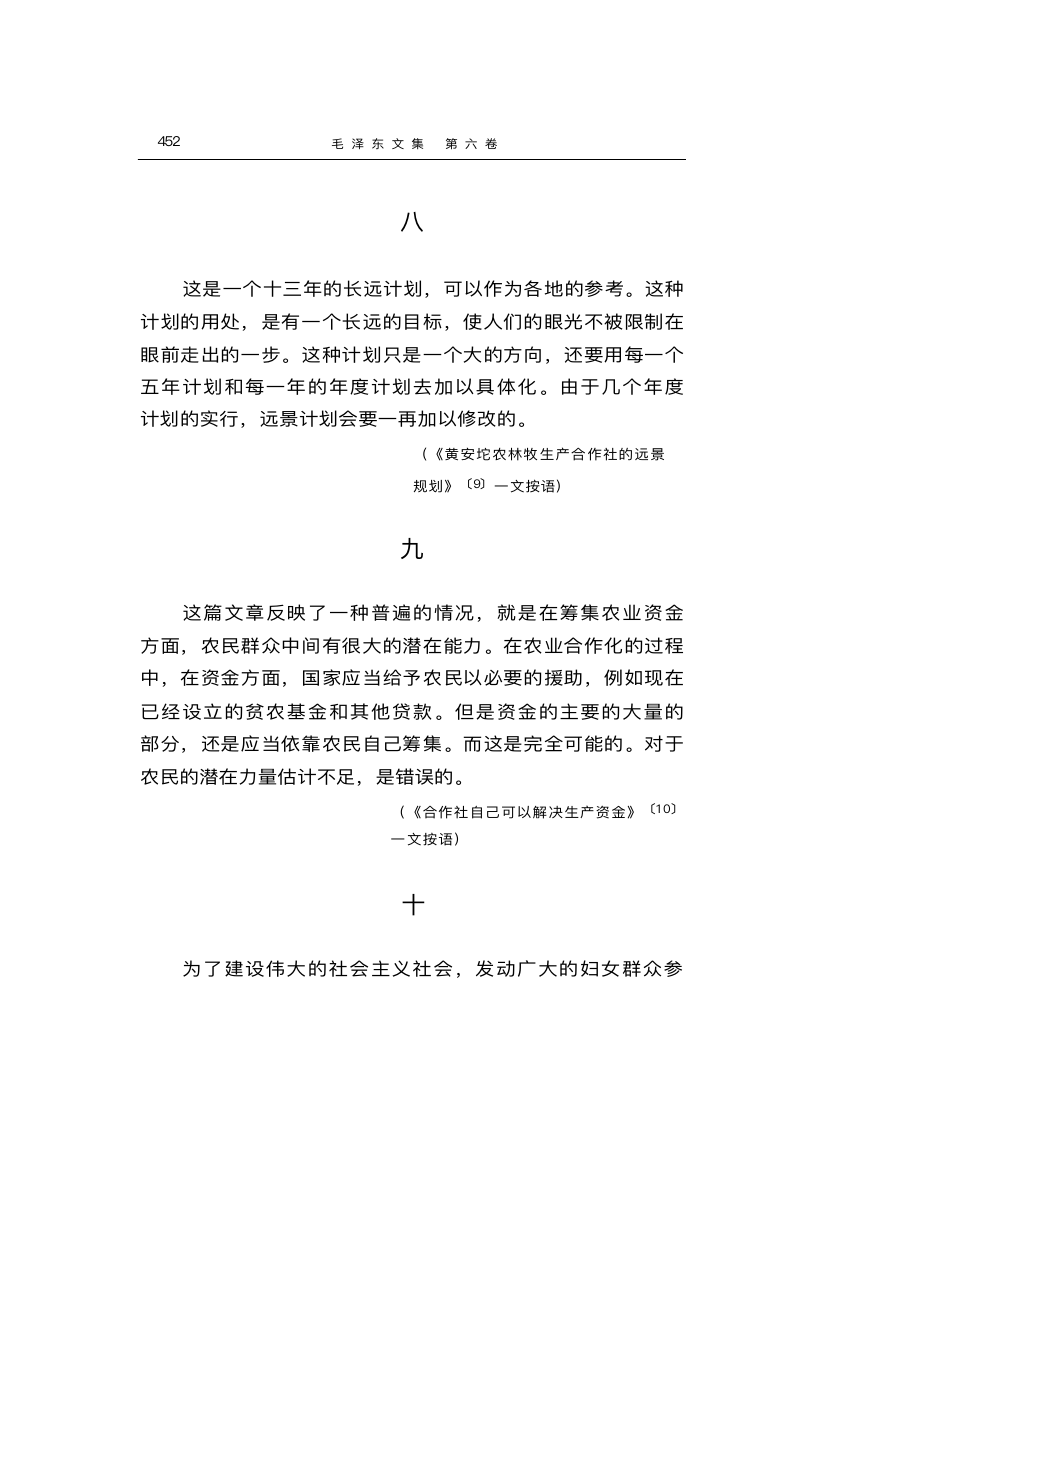 452
毛泽东文集 第六卷
八
这是一个十三年的长远计划，可以作为各地的参考。这种
计划的用处，是有一个长远的目标，使人们的眼光不被限制在
眼前走出的一步。这种计划只是一个大的方向，还要用每一个
五年计划和每一年的年度计划去加以具体化。由于几个年度
计划的实行，远景计划会要一再加以修改的。
（《黄安坨农林牧生产合作社的远景
规划》〔9〕一文按语）
九
这篇文章反映了一种普遍的情况，就是在筹集农业资金
方面，农民群众中间有很大的潜在能力。在农业合作化的过程
中，在资金方面，国家应当给予农民以必要的援助，例如现在
已经设立的贫农基金和其他贷款。但是资金的主要的大量的
部分，还是应当依靠农民自己筹集。而这是完全可能的。对于
农民的潜在力量估计不足，是错误的。
（《合作社自己可以解决生产资金》〔10〕
一文按语）
十
为了建设伟大的社会主义社会，发动广大的妇女群众参